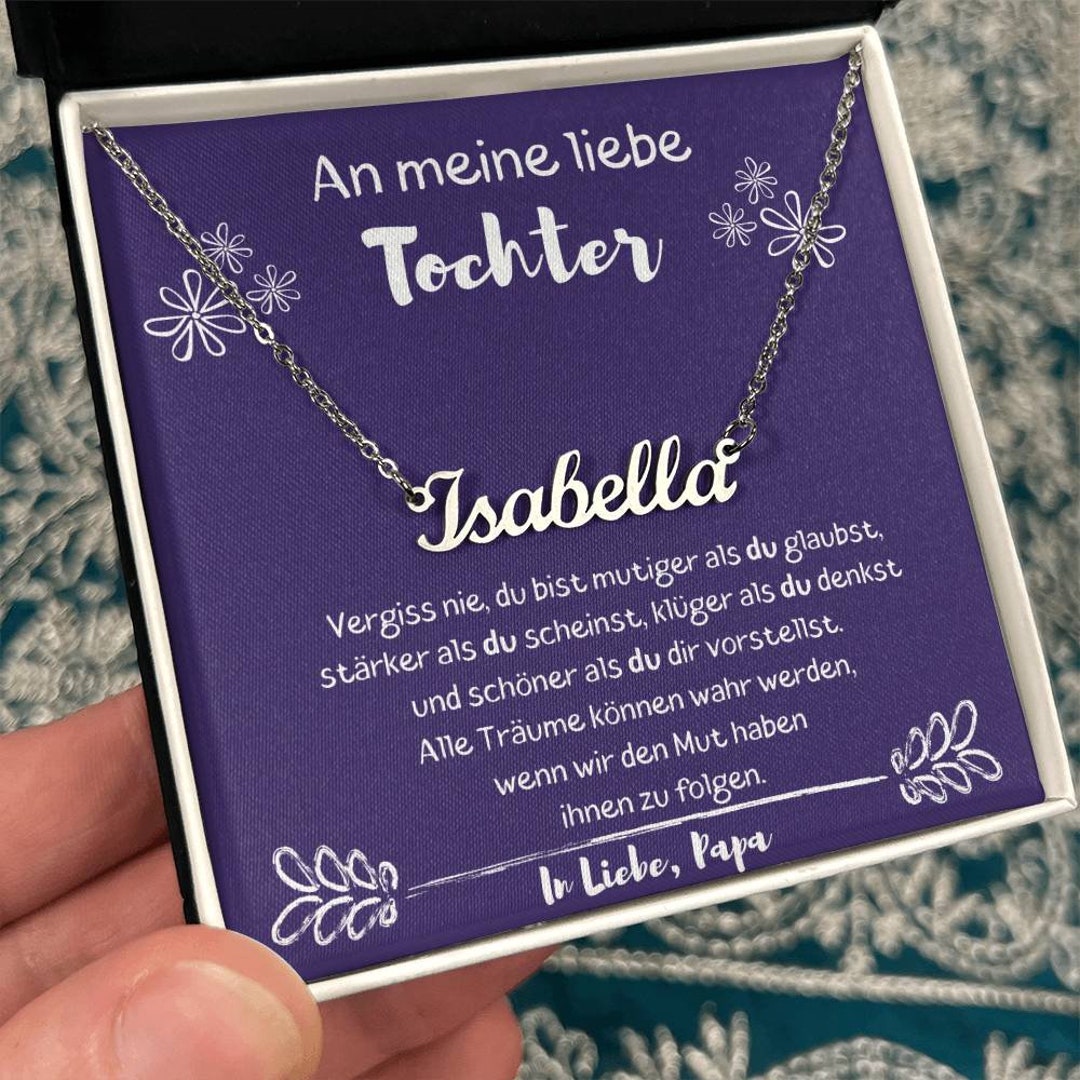 An meine liebe
Tochter
Isabella
Vergiss nie, du bist mutiger als du glaubst,
stärker als du scheinst, klüger als du denkst
und schöner als du dir vorstellst.
Alle Träume können wahr werden,
wenn wir den Mut haben
ihnen zu folgen.
In Liebe, Papa